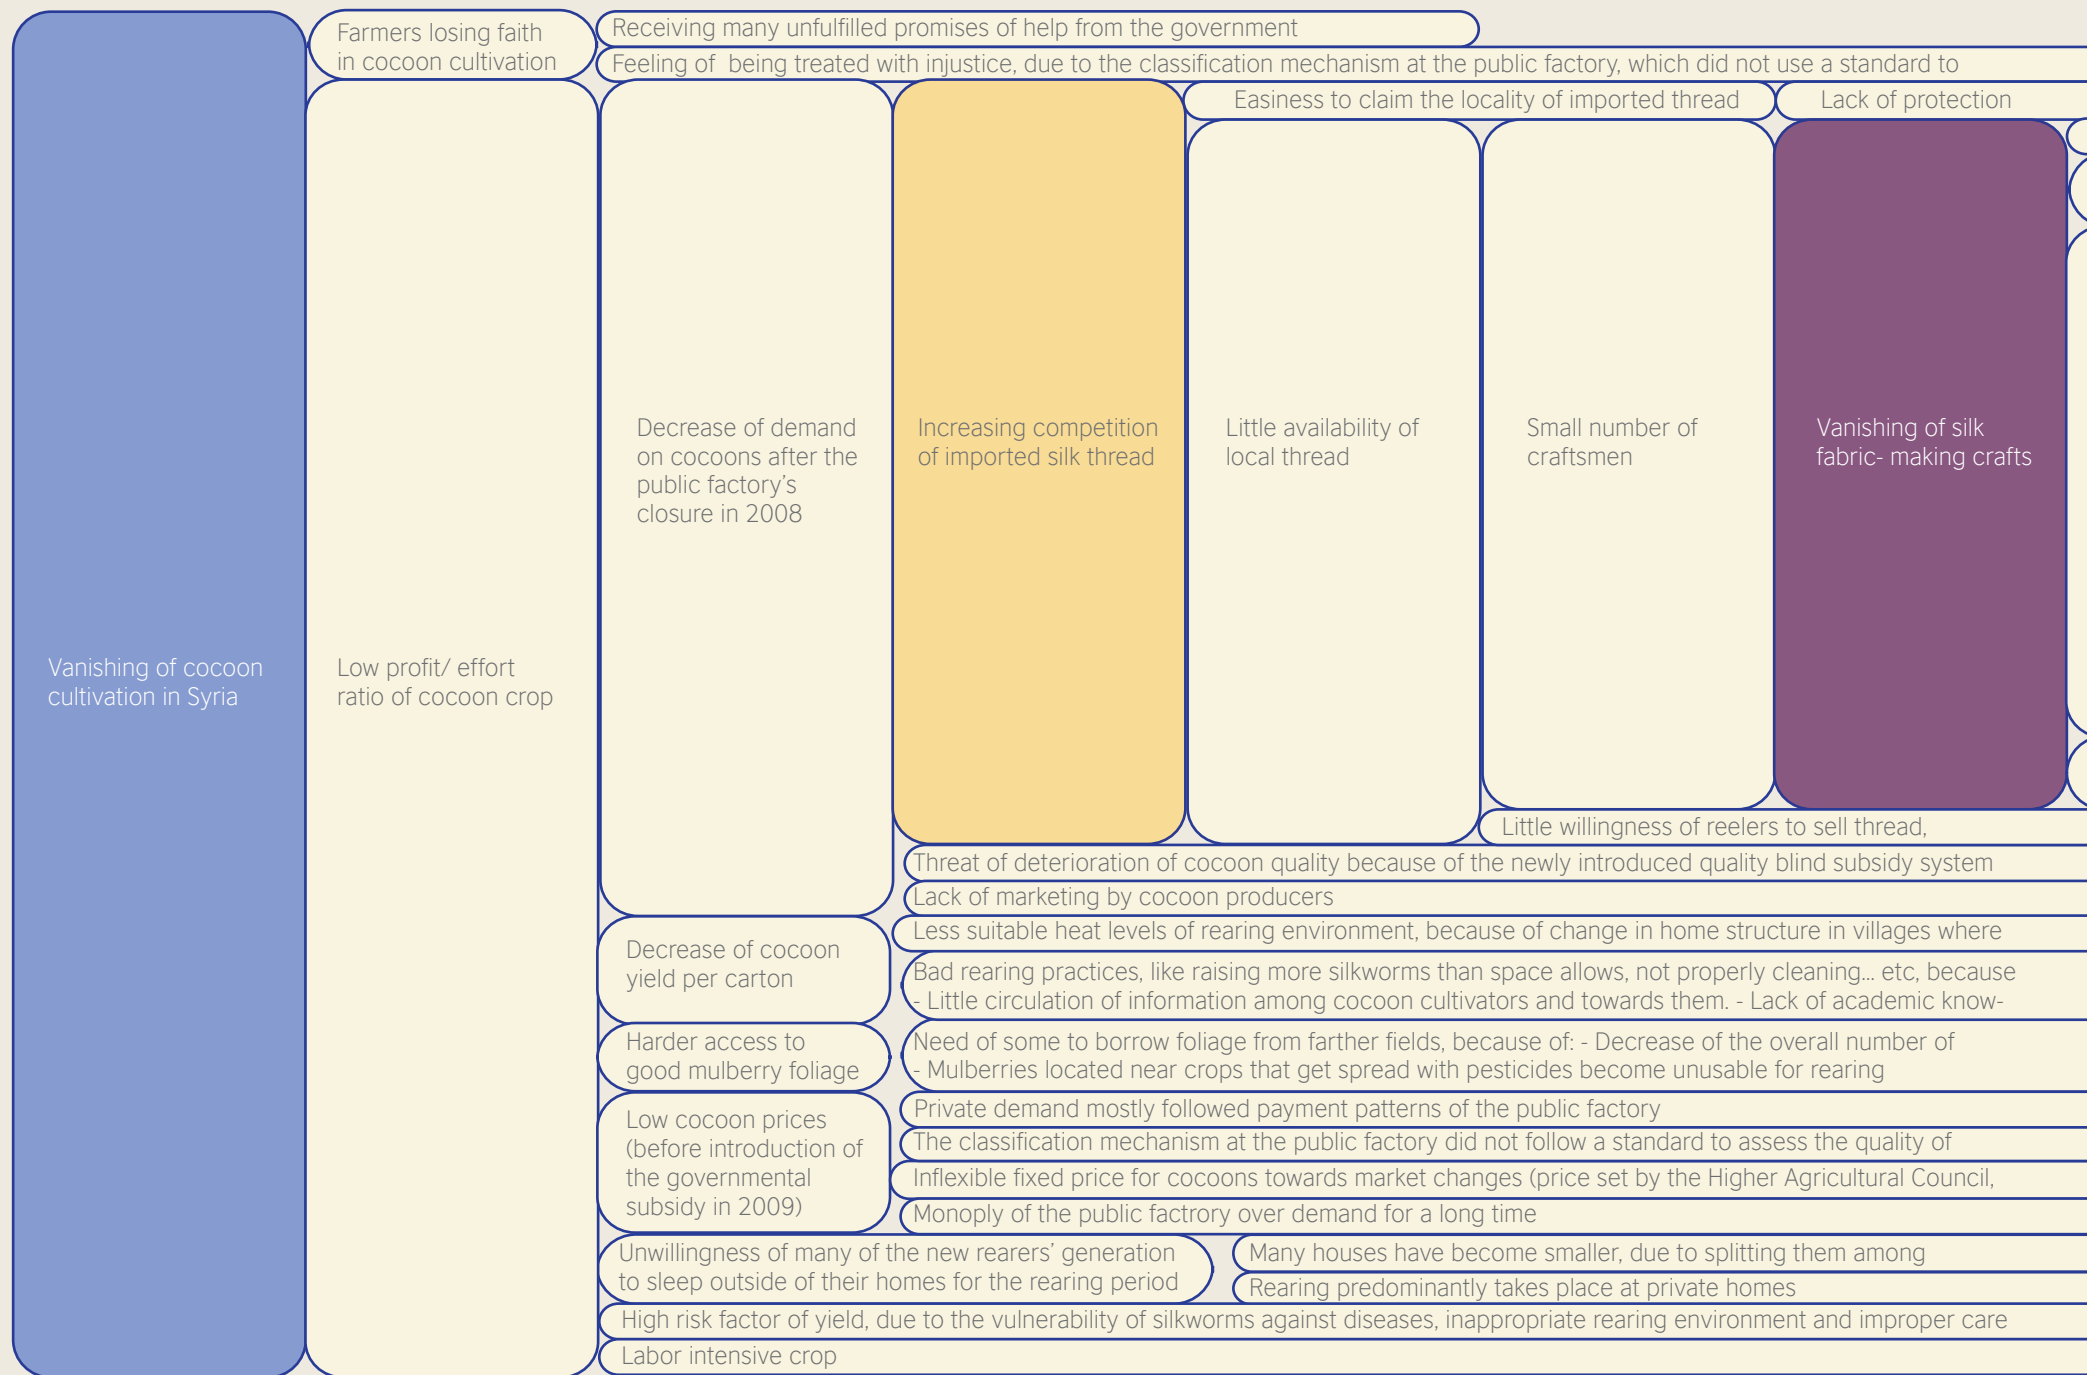 Farmers losing faith
in cocoon cultivation
Receiving many unfulfilled promises of help from the government
Feeling of  being treated with injustice, due to the classification mechanism at the public factory, which did not use a standard to
Easiness to claim the locality of imported thread
Lack of protection
Vanishing of cocoon
cultivation in Syria
Low profit/ effort
ratio of cocoon crop
Decrease of demand
on cocoons after the
public factory's
closure in 2008
Increasing competition
of imported silk thread
Little availability of
local thread
Small number of
craftsmen
Vanishing of silk
fabric- making crafts
Little willingness of reelers to sell thread,
Threat of deterioration of cocoon quality because of the newly introduced quality blind subsidy system
Lack of marketing by cocoon producers
Decrease of cocoon
yield per carton
Less suitable heat levels of rearing environment, because of change in home structure in villages where
Bad rearing practices, like raising more silkworms than space allows, not properly cleaning... etc, because
- Little circulation of information among cocoon cultivators and towards them. - Lack of academic know-
Harder access to
good mulberry foliage
Need of some to borrow foliage from farther fields, because of: - Decrease of the overall number of
- Mulberries located near crops that get spread with pesticides become unusable for rearing
Low cocoon prices
(before introduction of
the governmental
subsidy in 2009)
Private demand mostly followed payment patterns of the public factory
The classification mechanism at the public factory did not follow a standard to assess the quality of
Inflexible fixed price for cocoons towards market changes (price set by the Higher Agricultural Council,
Monoply of the public factrory over demand for a long time
Unwillingness of many of the new rearers' generation
to sleep outside of their homes for the rearing period
Many houses have become smaller, due to splitting them among
Rearing predominantly takes place at private homes
High risk factor of yield, due to the vulnerability of silkworms against diseases, inappropriate rearing environment and improper care
Labor intensive crop